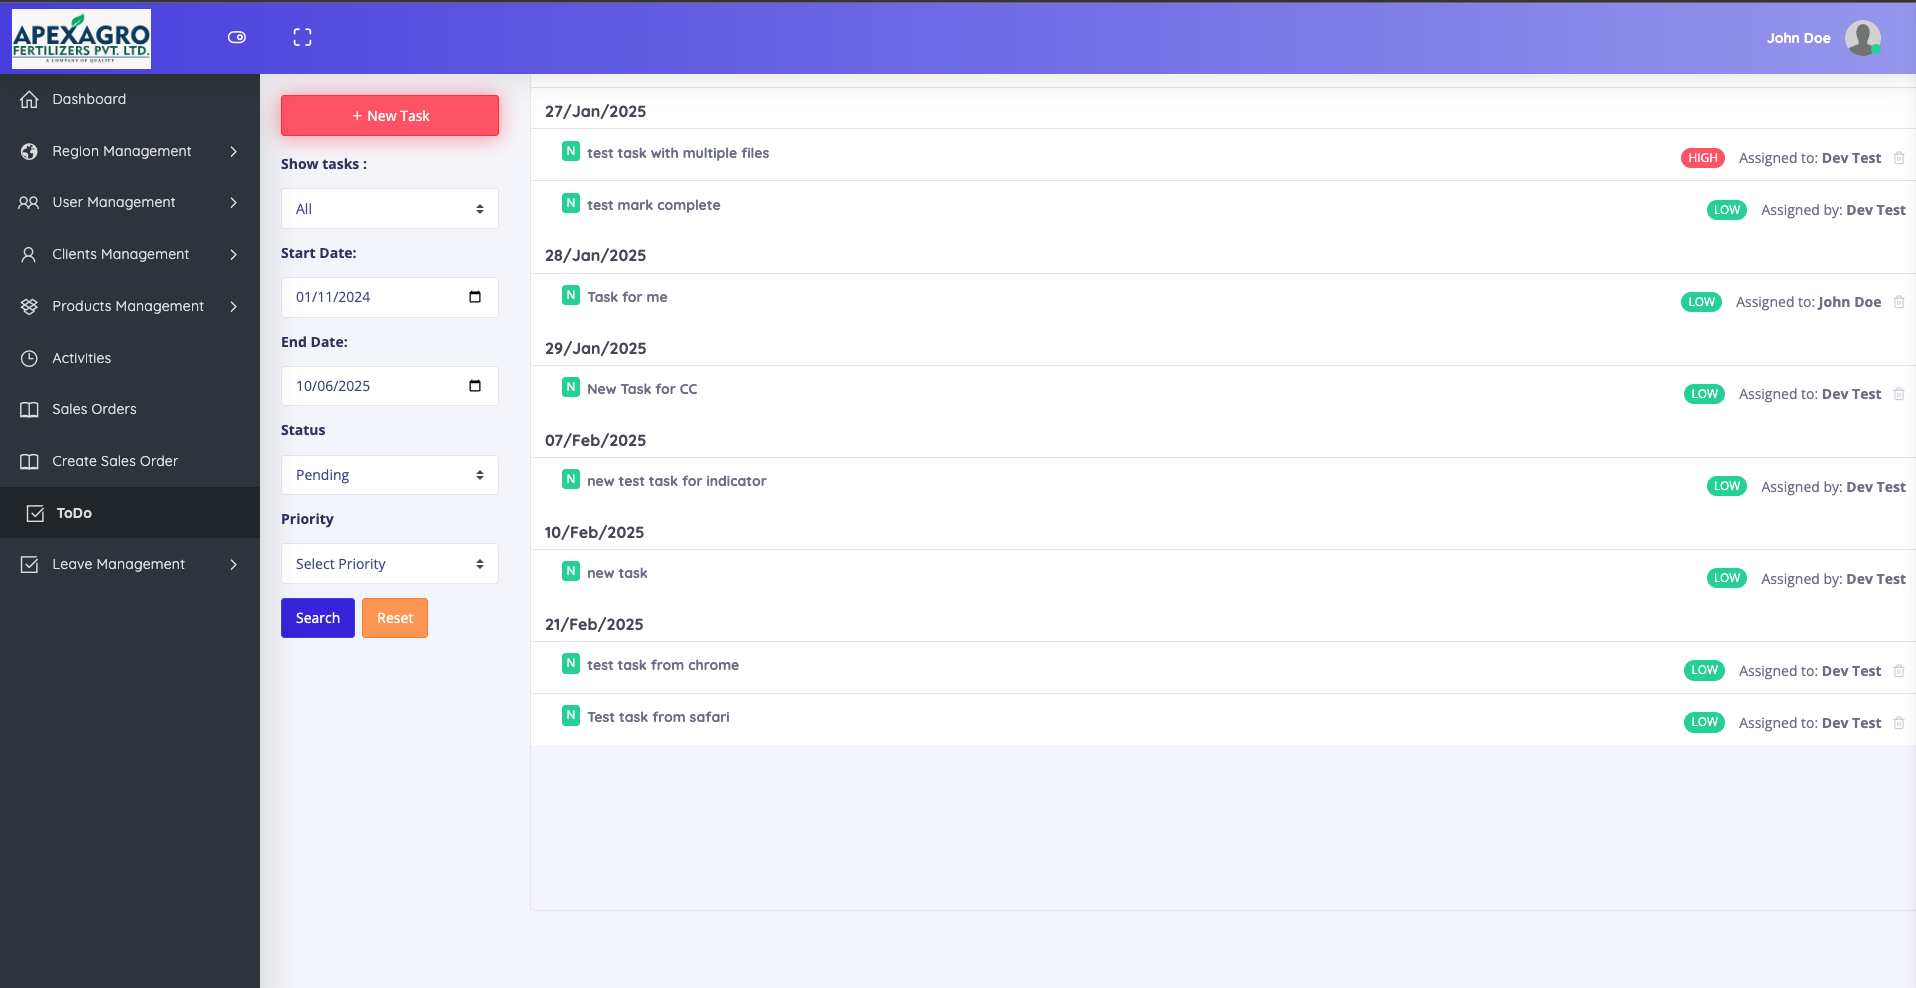 APEXAGRO
FERTILIZERS PVT. LTD.
A COMPANY OF QUALITY
John Doe
Dashboard
Region Management
User Management
Clients Management
Products Management
Activities
Sales Orders
Create Sales Order
ToDo
Leave Management
+ New Task
Show tasks :
All
Start Date:
01/11/2024
End Date:
10/06/2025
Status
Pending
Priority
Select Priority
Search Reset
27/Jan/2025
N test task with multiple files HIGH Assigned to: Dev Test
N test mark complete LOW Assigned by: Dev Test
28/Jan/2025
N Task for me LOW Assigned to: John Doe
29/Jan/2025
N New Task for CC LOW Assigned to: Dev Test
07/Feb/2025
N new test task for indicator LOW Assigned by: Dev Test
10/Feb/2025
N new task LOW Assigned by: Dev Test
21/Feb/2025
N test task from chrome LOW Assigned to: Dev Test
N Test task from safari LOW Assigned to: Dev Test